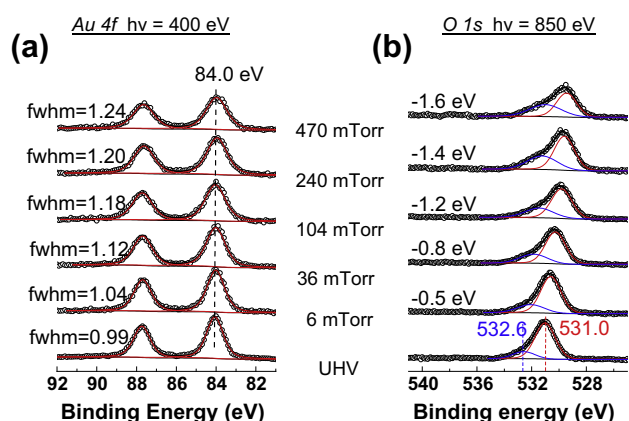 Au 4f hν = 400 eV
O 1s hν = 850 eV
(a)
(b)
84.0 eV
fwhm=1.24
-1.6 eV
470 mTorr
fwhm=1.20
-1.4 eV
240 mTorr
fwhm=1.18
-1.2 eV
104 mTorr
fwhm=1.12
-0.8 eV
36 mTorr
fwhm=1.04
-0.5 eV
6 mTorr
532.6
531.0
fwhm=0.99
UHV
92 90 88 86 84 82
540 536 532 528
Binding Energy (eV)
Binding energy (eV)